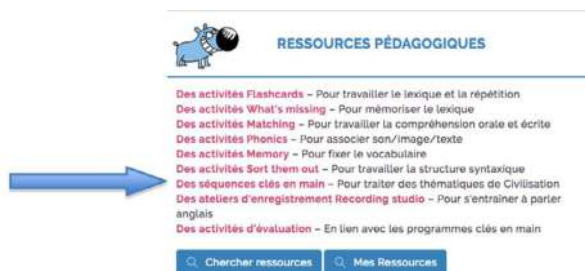 RESSOURCES PÉDAGOGIQUES
Des activités Flashcards – Pour travailler le lexique et la répétition
Des activités What's missing – Pour mémoriser le lexique
Des activités Matching – Pour travailler la compréhension orale et écrite
Des activités Phonics – Pour associer son/image/texte
Des activités Memory – Pour fixer le vocabulaire
Des activités Sort them out – Pour travailler la structure syntaxique
Des séquences clés en main – Pour traiter des thématiques de Civilisation
Des ateliers d'enregistrement Recording studio – Pour s'entraîner à parler
anglais
Des activités d'évaluation – En lien avec les programmes clés en main
Chercher ressources Mes Ressources